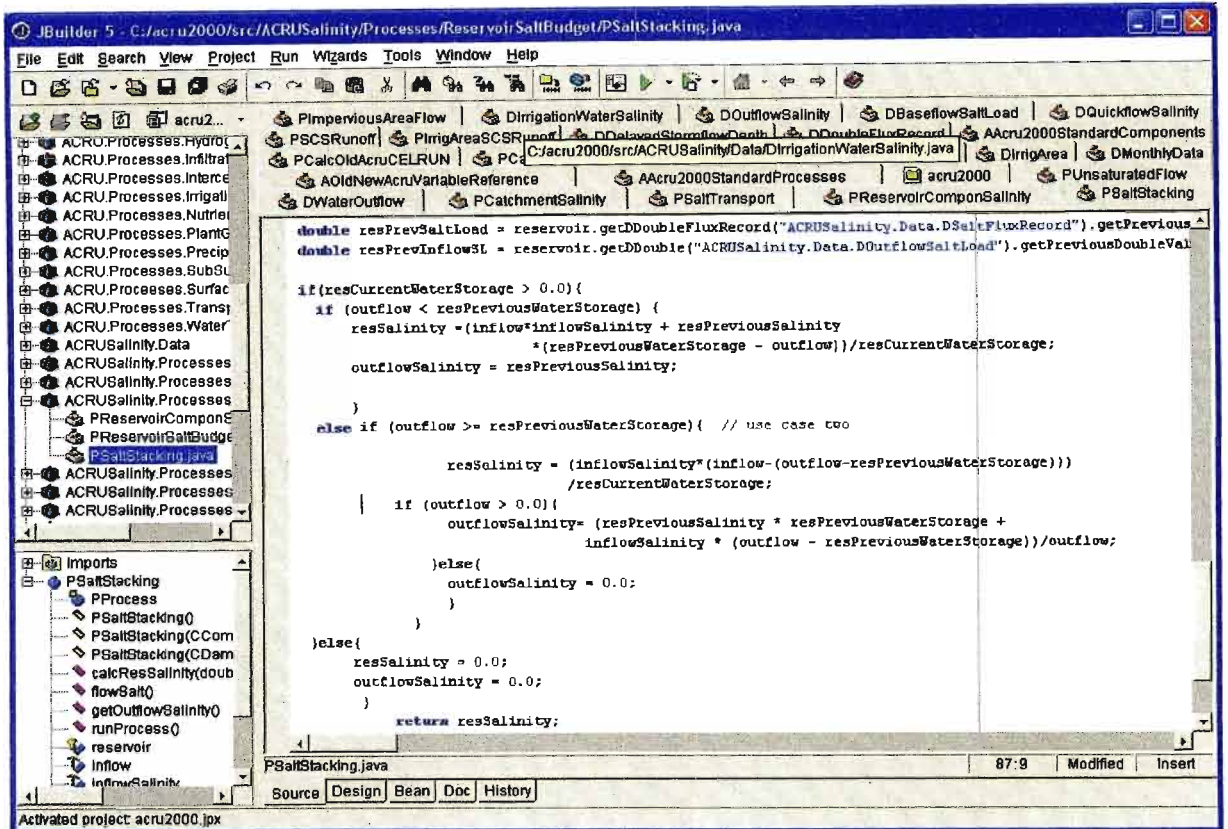 JBuilder 5 - C:/acru2000/src/ACRUSalinity/Processes/ReservoirSaltBudget/PSaltStacking.java
File Edit Search View Project Run Wizards Tools Window Help
acru2...
PImperviousAreaFlow DIrrigationWaterSalinity DOutflowSalinity DBaseflowSaltLoad DQuickflowSalinity
PSCSRunoff PIrrigAreaSCSRunoff DDelayedStormflowDepth DDoubleFluxRecord AAcru2000StandardComponents
PCalcOldAcruCELRUN PCa C:/acru2000/src/ACRUSalinity/Data/DIrrigationWaterSalinity.java DIrrigArea DMonthlyData
AOldNewAcruVariableReference AAcru2000StandardProcesses acru2000 PUnsaturatedFlow
DWaterOutflow PCatchmentSalinity PSaltTransport PReservoirComponSalinity PSaltStacking
ACRU.Processes.Hydrol
ACRU.Processes.Infiltrat
ACRU.Processes.Interce
ACRU.Processes.Irrigati
ACRU.Processes.Nutrie
ACRU.Processes.PlantG
ACRU.Processes.Precip
ACRU.Processes.SubSu
ACRU.Processes.Surfac
ACRU.Processes.Transp
ACRU.Processes.Water
ACRUSalinity.Data
ACRUSalinity.Processes
ACRUSalinity.Processes
ACRUSalinity.Processes
PReservoirComponS
PReservoirSaltBudge
PSaltStacking.java
ACRUSalinity.Processes
ACRUSalinity.Processes
ACRUSalinity.Processes
Imports
PSaltStacking
PProcess
PSaltStacking()
PSaltStacking(CCom
PSaltStacking(CDam
calcResSalinity(doub
flowSalt()
getOutflowSalinity()
runProcess()
reservoir
inflow
inflowSalinity
double resPrevSaltLoad = reservoir.getDDoubleFluxRecord("ACRUSalinity.Data.DSaltFluxRecord").getPrevious
double resPrevInflowSL = reservoir.getDDouble("ACRUSalinity.Data.DOutflowSaltLoad").getPreviousDoubleVal
if(resCurrentWaterStorage > 0.0){
if (outflow < resPreviousWaterStorage) {
resSalinity =(inflow*inflowSalinity + resPreviousSalinity
*(resPreviousWaterStorage - outflow))/resCurrentWaterStorage;
outflowSalinity = resPreviousSalinity;
}
else if (outflow >= resPreviousWaterStorage){ // use case two
resSalinity = (inflowSalinity*(inflow-(outflow-resPreviousWaterStorage)))
/resCurrentWaterStorage;
if (outflow > 0.0){
outflowSalinity= (resPreviousSalinity * resPreviousWaterStorage +
inflowSalinity * (outflow - resPreviousWaterStorage))/outflow;
}else{
outflowSalinity = 0.0;
}
}
}else{
resSalinity = 0.0;
outflowSalinity = 0.0;
}
return resSalinity;
PSaltStacking.java 87:9 Modified Insert
Source Design Bean Doc History
Activated project: acru2000.jpx